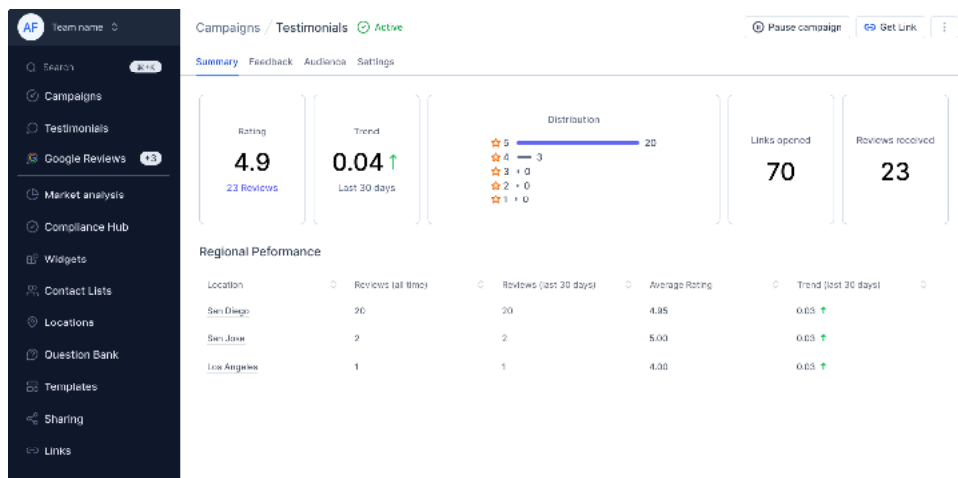 AF Team name
Search ⌘+K
Campaigns
Testimonials
Google Reviews +3
Market analysis
Compliance Hub
Widgets
Contact Lists
Locations
Question Bank
Templates
Sharing
Links
Campaigns / Testimonials Active
Pause campaign Get Link
Summary Feedback Audience Settings
Rating
4.9
23 Reviews
Trend
0.04 ↑
Last 30 days
Distribution
5 20
4 3
3 0
2 0
1 0
Links opened
70
Reviews received
23
Regional Peformance
Location Reviews (all time) Reviews (last 30 days) Average Rating Trend (last 30 days)
San Diego 20 20 4.95 0.03 ↑
San Jose 2 2 5.00 0.03 ↑
Los Angeles 1 1 4.00 0.03 ↑